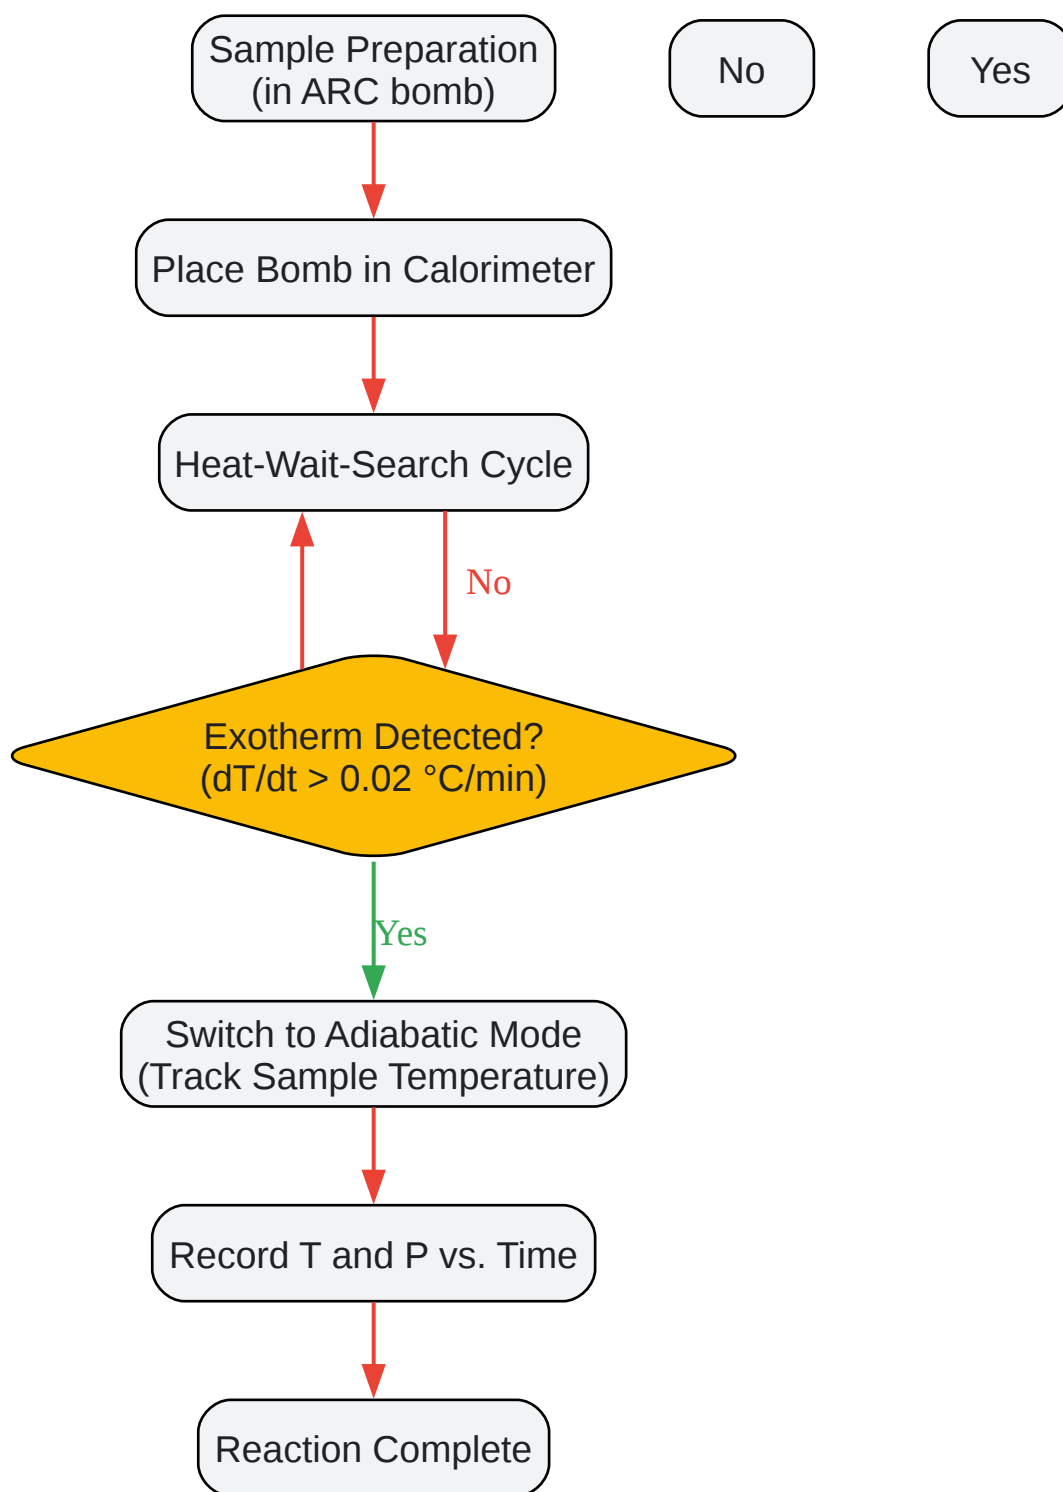 Sample Preparation
(in ARC bomb)
No
Yes
Place Bomb in Calorimeter
Heat-Wait-Search Cycle
No
Exotherm Detected?
(dT/dt > 0.02 °C/min)
Yes
Switch to Adiabatic Mode
(Track Sample Temperature)
Record T and P vs. Time
Reaction Complete